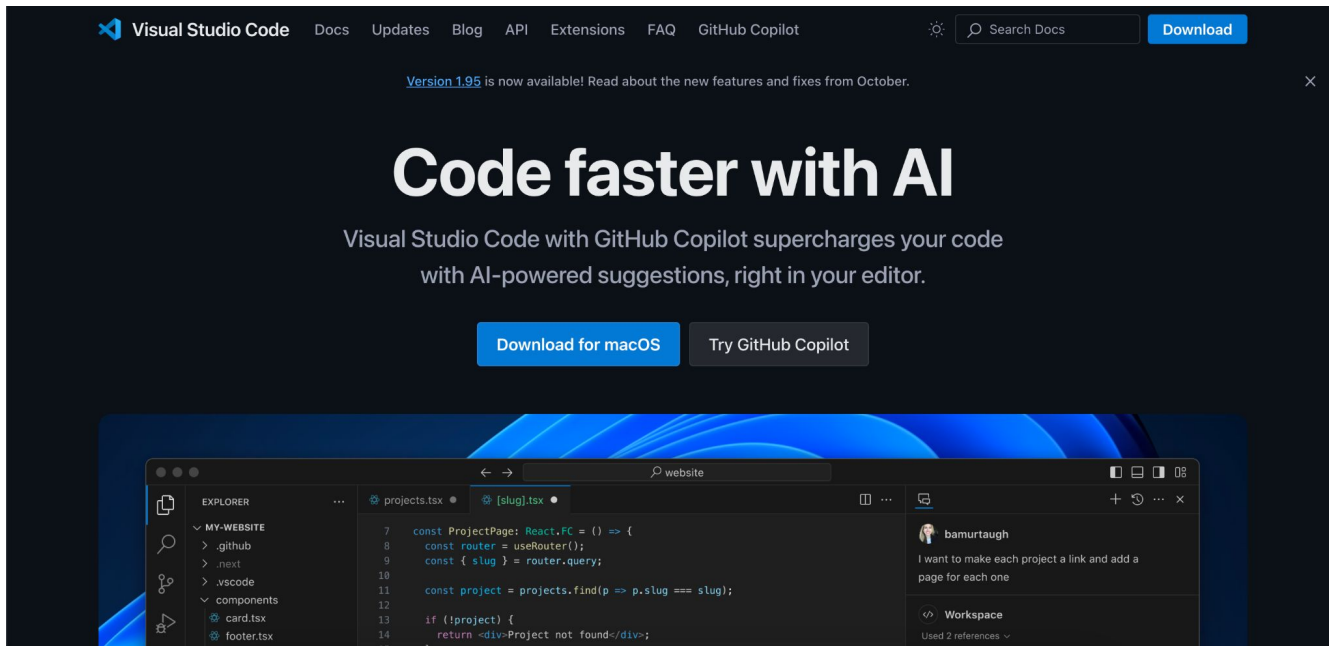 Visual Studio Code Docs Updates Blog API Extensions FAQ GitHub Copilot Search Docs Download
Version 1.95 is now available! Read about the new features and fixes from October.
Code faster with AI
Visual Studio Code with GitHub Copilot supercharges your code
with AI-powered suggestions, right in your editor.
Download for macOS Try GitHub Copilot
website
EXPLORER
MY-WEBSITE
.github
.next
.vscode
components
card.tsx
footer.tsx
projects.tsx [slug].tsx
7 const ProjectPage: React.FC = () => {
8 const router = useRouter();
9 const { slug } = router.query;
10
11 const project = projects.find(p => p.slug === slug);
12
13 if (!project) {
14 return <div>Project not found</div>;
bamurtaugh
I want to make each project a link and add a
page for each one
Workspace
Used 2 references